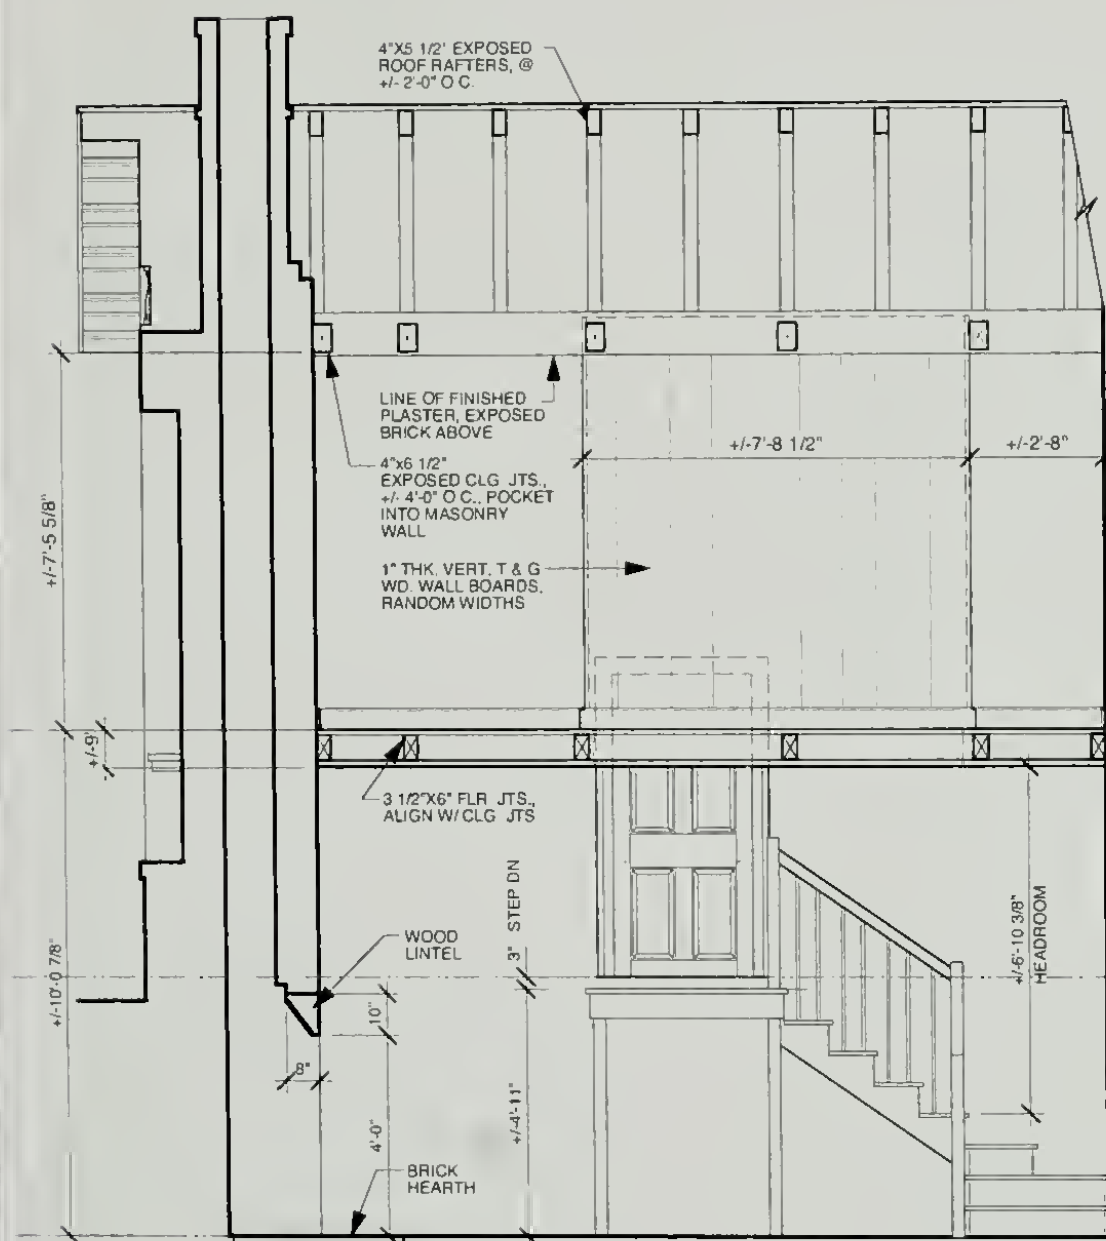 4"X5 1/2' EXPOSED
ROOF RAFTERS, @
+/- 2'-0" O C.
LINE OF FINISHED
PLASTER, EXPOSED
BRICK ABOVE
+/-7'-8 1/2"
+/-2'-8"
4"x6 1/2"
EXPOSED CLG JTS.,
+/- 4'-0" O C., POCKET
INTO MASONRY
WALL
+/-7'-5 5/8"
1" THK, VERT. T & G
WD. WALL BOARDS,
RANDOM WIDTHS
+/-9'
3 1/2"X6" FLR JTS.,
ALIGN W/ CLG JTS
3" STEP DN
+/-6'-10 3/8"
HEADROOM
WOOD
LINTEL
+/-10'-0 7/8"
10"
8"
+/-4'-11"
4'-0"
BRICK
HEARTH